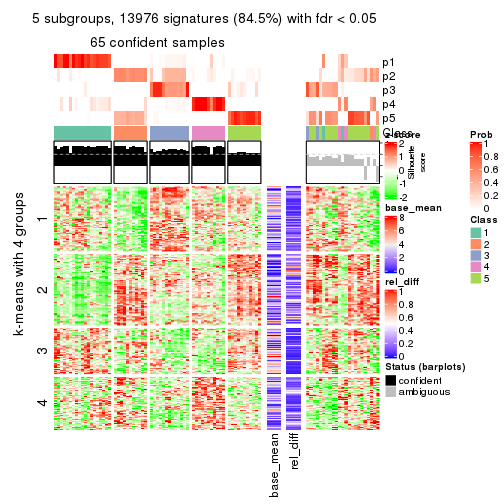 5 subgroups, 13976 signatures (84.5%) with fdr < 0.05
65 confident samples
p1
p2
p3
p4
p5
Class
z-score
2
1
0
-1
-2
Silhouette
score
base_mean
8
6
4
2
0
rel_diff
1
0.8
0.6
0.4
0.2
0
Status (barplots)
confident
ambiguous
Prob
1
0.8
0.6
0.4
0.2
0
Class
1
2
3
4
5
k-means with 4 groups
1
2
3
4
base_mean
rel_diff